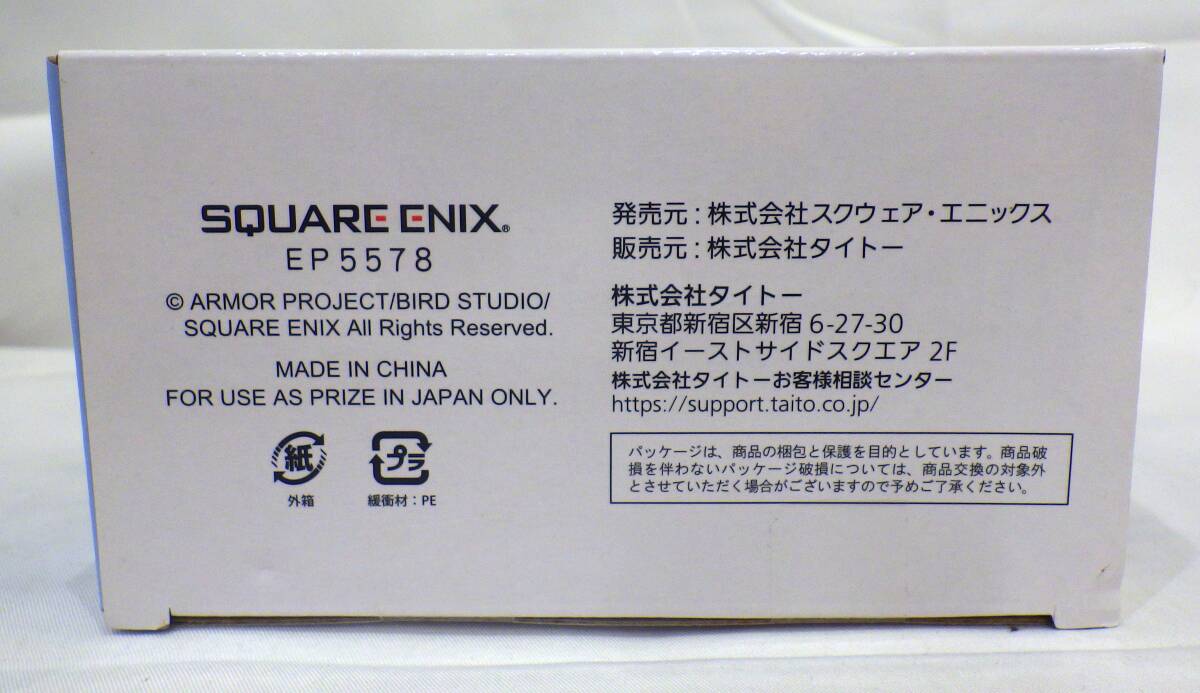 SQUARE ENIX®
EP5578
© ARMOR PROJECT/BIRD STUDIO/
SQUARE ENIX All Rights Reserved.
MADE IN CHINA
FOR USE AS PRIZE IN JAPAN ONLY.
紙
外箱
プラ
緩衝材：PE
発売元：株式会社スクウェア・エニックス
販売元：株式会社タイトー
株式会社タイトー
東京都新宿区新宿 6-27-30
新宿イーストサイドスクエア 2F
株式会社タイトーお客様相談センター
https://support.taito.co.jp/
パッケージは、商品の梱包と保護を目的としています。商品破
損を伴わないパッケージ破損については、商品交換の対象外
とさせていただく場合がございますので予めご了承ください。